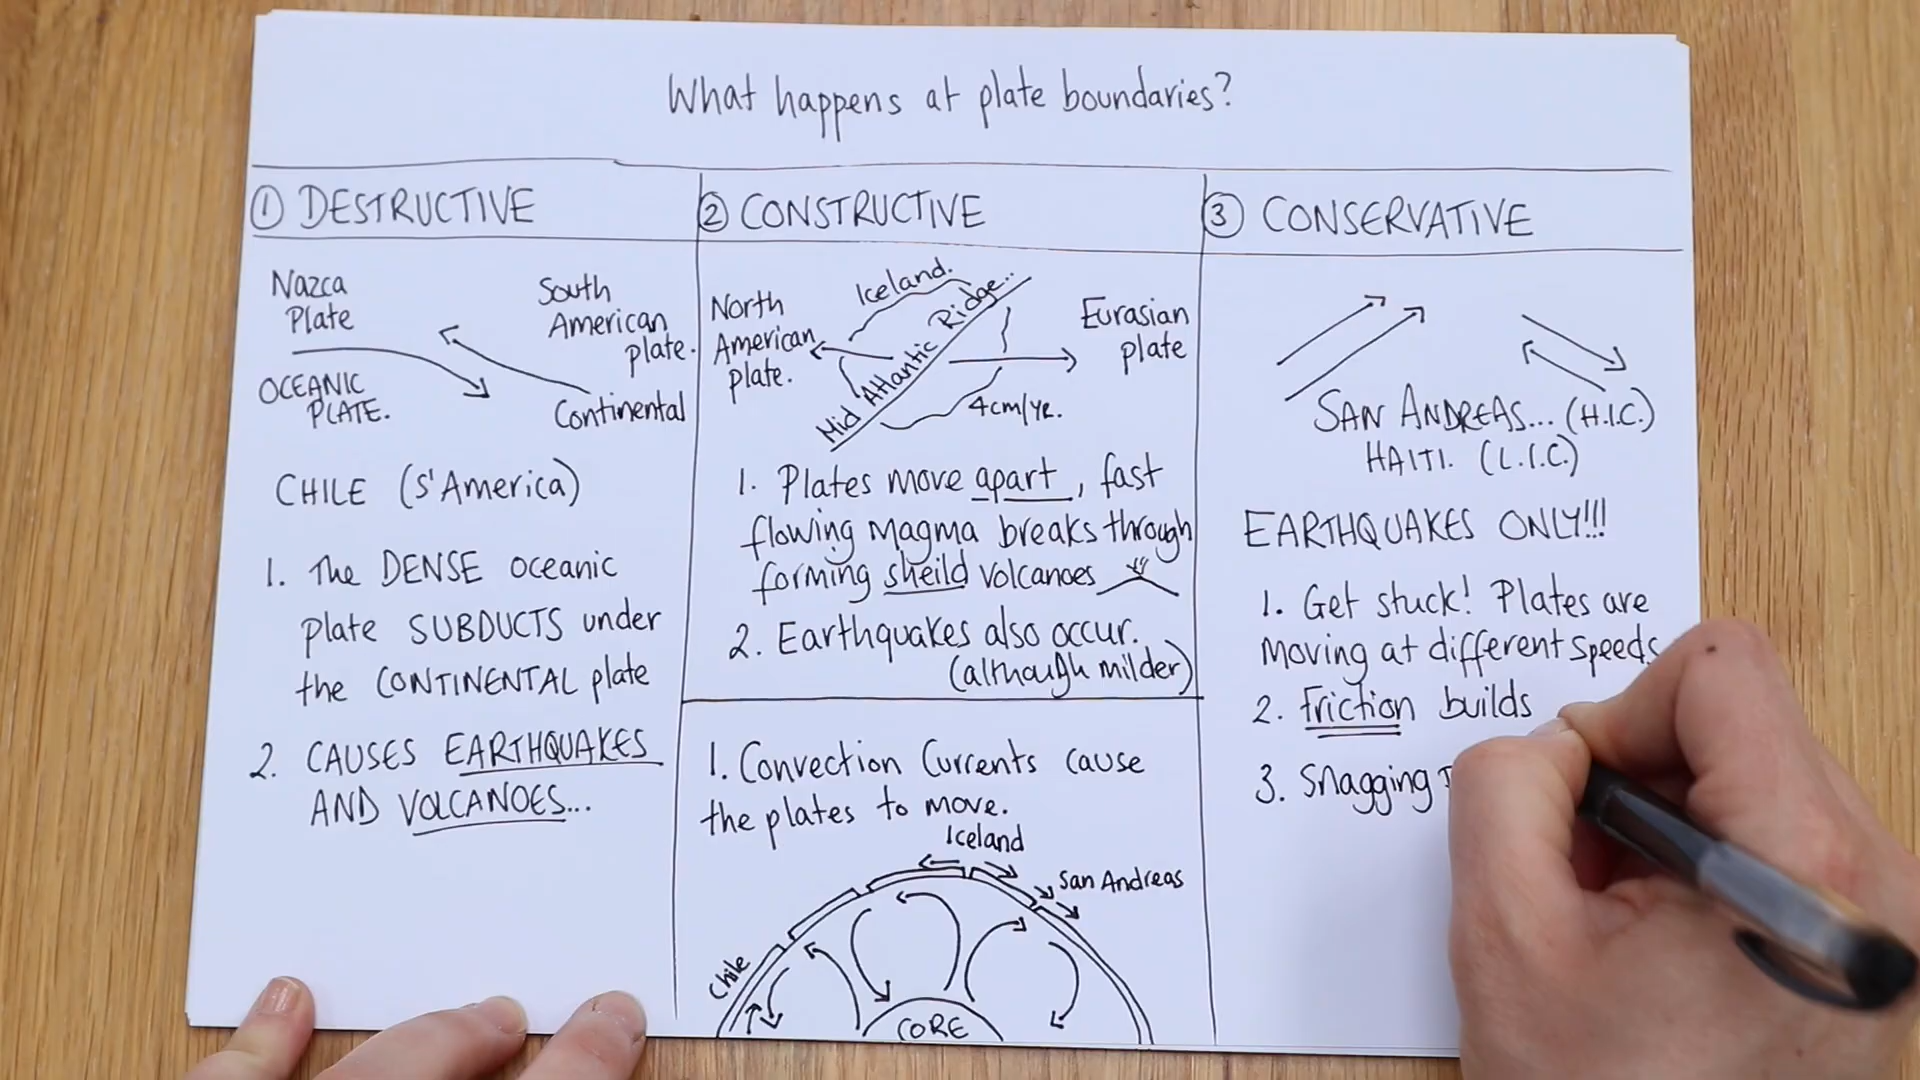 What happens at plate boundaries?
① DESTRUCTIVE
Nazca
Plate
South
American
plate.
OCEANIC
PLATE.
Continental
CHILE (S'America)
1. The DENSE oceanic
plate SUBDUCTS under
the CONTINENTAL plate
2. CAUSES EARTHQUAKES
AND VOLCANOES...
② CONSTRUCTIVE
Iceland.
North
American
plate.
Mid Atlantic Ridge..
Eurasian
plate
4cm/yr.
1. Plates move apart, fast
flowing magma breaks through
forming sheild volcanoes
2. Earthquakes also occur.
(although milder)
1. Convection Currents cause
the plates to move.
Iceland
San Andreas
Chile
CORE
③ CONSERVATIVE
SAN ANDREAS... (H.I.C.)
HAITI. (L.I.C.)
EARTHQUAKES ONLY!!!
1. Get stuck! Plates are
moving at different speeds
2. friction builds
3. Snagging